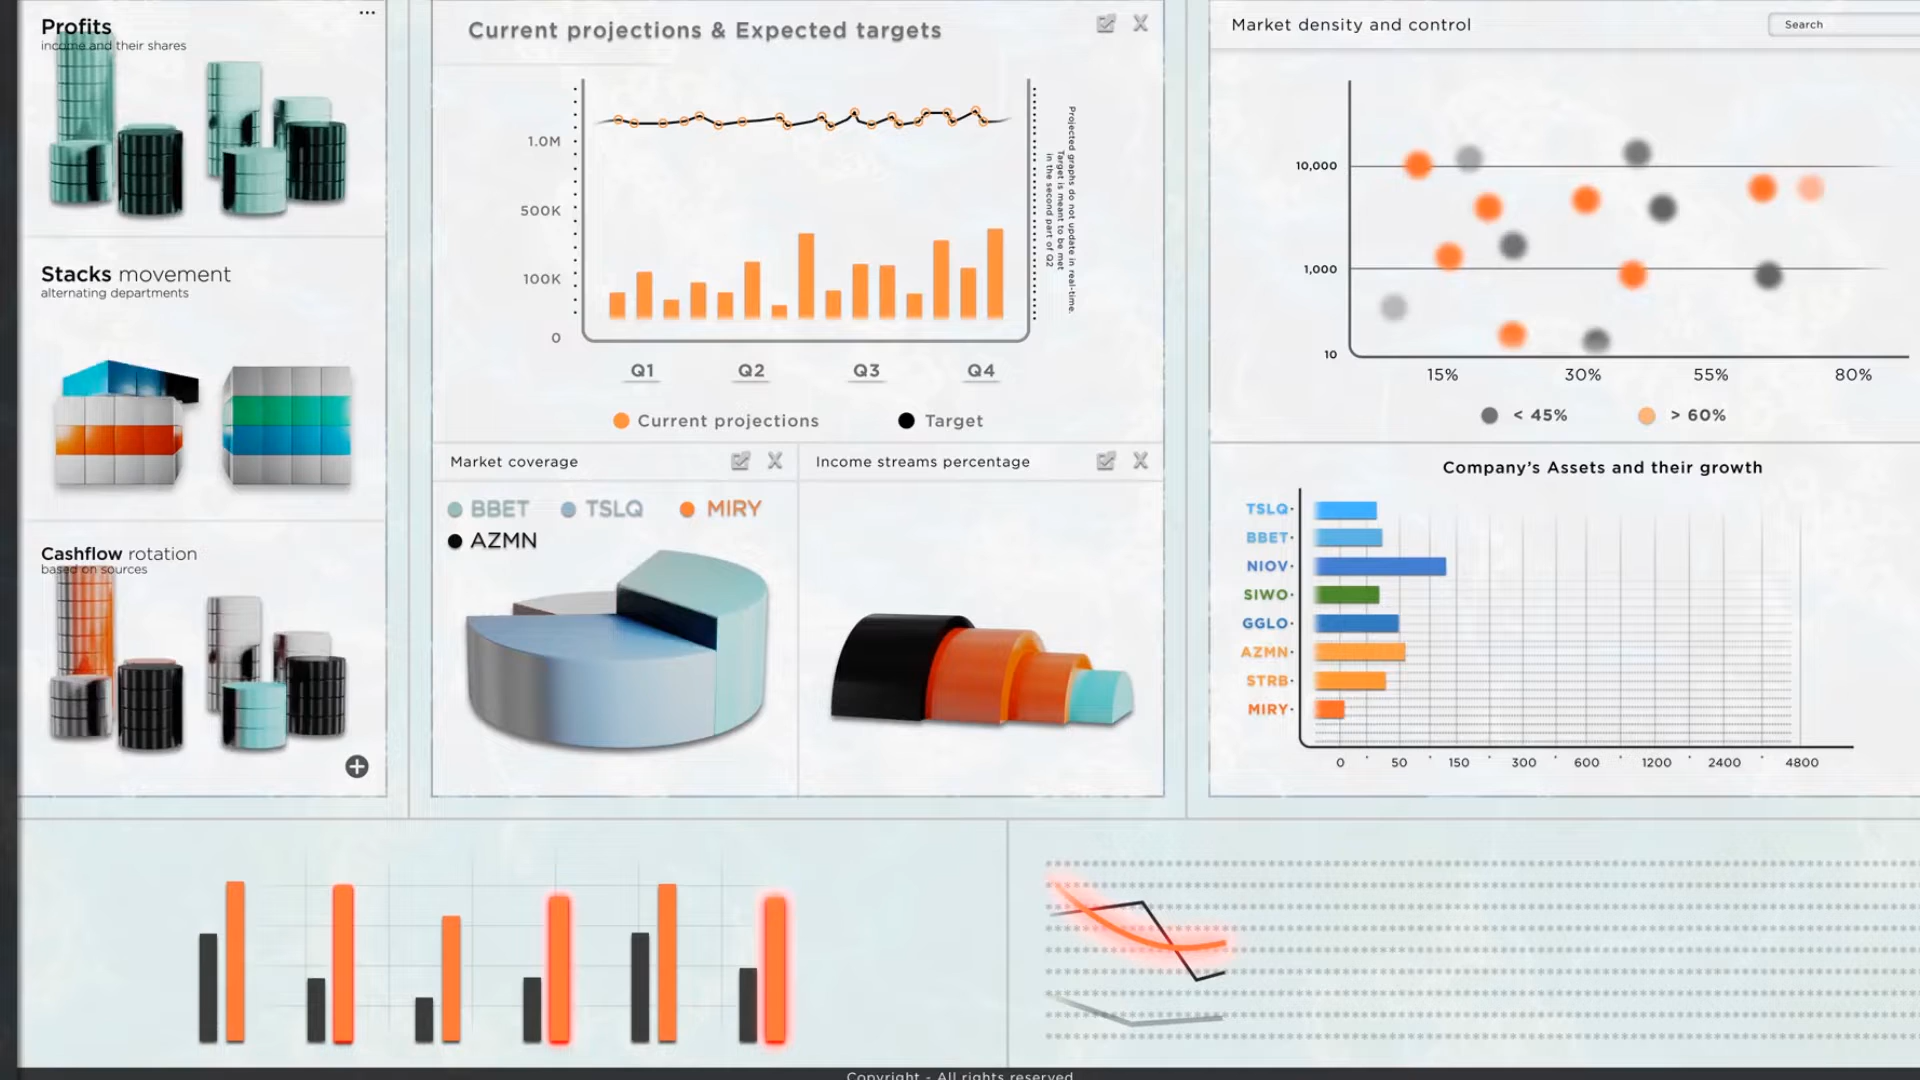 Profits
income and their shares
Stacks movement
alternating departments
Cashflow rotation
based on sources
Current projections & Expected targets
1.0M
500K
100K
0
Q1 Q2 Q3 Q4
Projected graphs do not update in real-time.
Target is meant to be met
in the second part of Q2
Current projections Target
Market coverage
BBET TSLQ MIRY
AZMN
Income streams percentage
Market density and control
Search
10,000
1,000
10
15% 30% 55% 80%
< 45% > 60%
Company's Assets and their growth
TSLQ
BBET
NIOV
SIWO
GGLO
AZMN
STRB
MIRY
0 50 150 300 600 1200 2400 4800
Copyright - All rights reserved